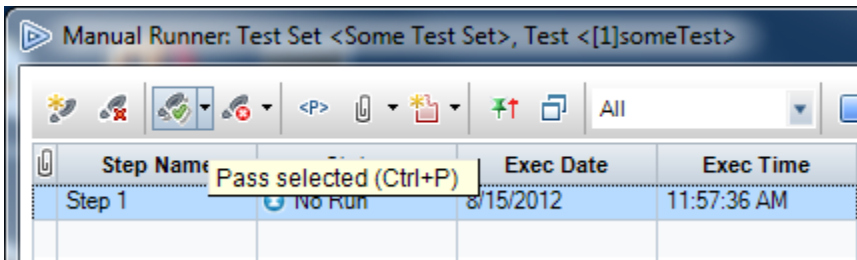 Manual Runner: Test Set <Some Test Set>, Test <[1]someTest>
<P> All
Step Name Exec Date Exec Time
Pass selected (Ctrl+P)
Step 1 No Run 8/15/2012 11:57:36 AM